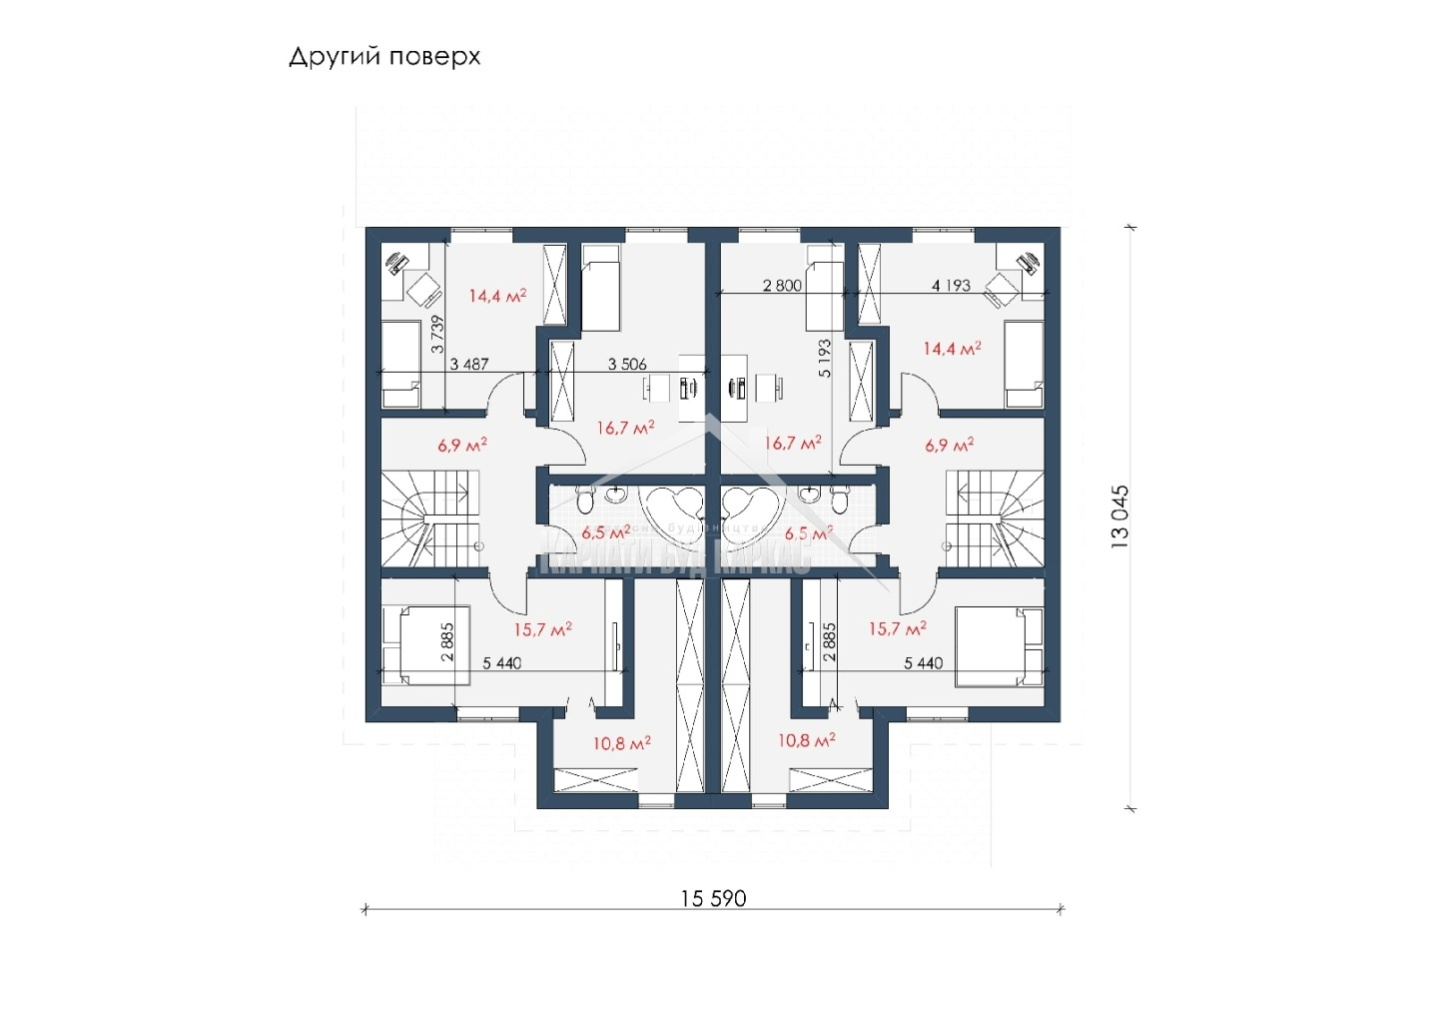 Другий поверх
14,4 м²
3 739
3 487
3 506
16,7 м²
2 800
5 193
16,7 м²
4 193
14,4 м²
6,9 м²
6,9 м²
6,5 м²
6,5 м²
КАРПАТИ БУД КАРКАС
15,7 м²
2 885
5 440
15,7 м²
2 885
5 440
10,8 м²
10,8 м²
13 045
15 590